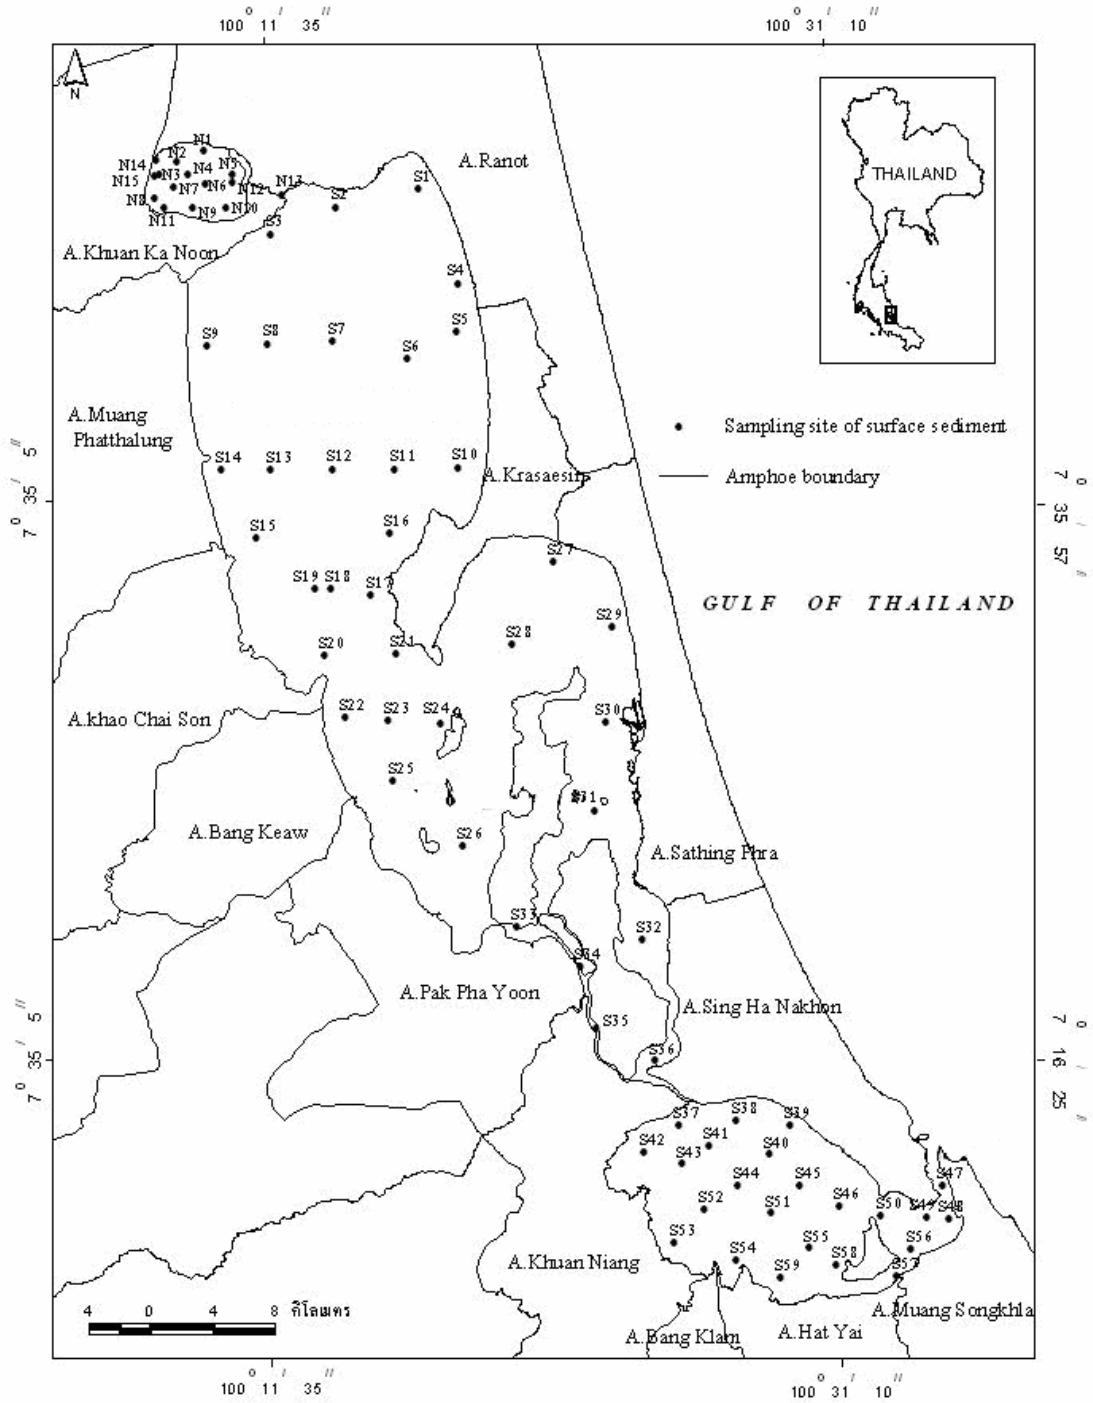 100° 11′ 35″
100° 31′ 10″
N
N1
N2
N14
N3
N4
N5
N15
N7
N6
N12
N13
N8
N11
N9
N10
A.Ranot
S1
S2
S3
THAILAND
A.Khuan Ka Noon
S4
S5
S9
S8
S7
S6
A.Muang
Phatthalung
Sampling site of surface sediment
S14
S13
S12
S11
S10
A.Krasaesin
Amphoe boundary
7° 35′ 5″
7° 35′ 57″
S15
S16
S27
S19
S18
S17
GULF OF THAILAND
S29
S28
S20
S21
A.khao Chai Son
S22
S23
S24
S30
S25
S31
A.Bang Keaw
S26
A.Sathing Phra
S33
S32
S34
A.Pak Pha Yoon
A.Sing Ha Nakhon
S35
S36
7° 35′ 5″
7° 16′ 25″
S37
S38
S39
S42
S43
S41
S40
S47
S44
S45
S46
S52
S51
S50
S49
S48
S53
S54
S55
S56
S59
S58
S57
A.Khuan Niang
4 0 4 8 กิโลเมตร
A.Muang Songkhla
A.Bang Klam
A.Hat Yai
100° 11′ 35″
100° 31′ 10″